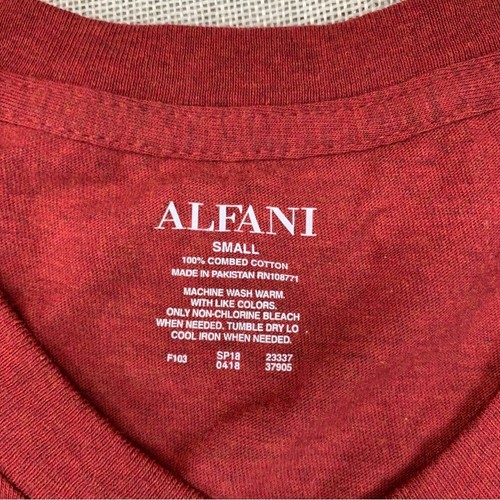 ALFANI
SMALL
100% COMBED COTTON
MADE IN PAKISTAN RN108771
MACHINE WASH WARM.
WITH LIKE COLORS.
ONLY NON-CHLORINE BLEACH
WHEN NEEDED. TUMBLE DRY LO
COOL IRON WHEN NEEDED.
F103 SP18 23337
0418 37905